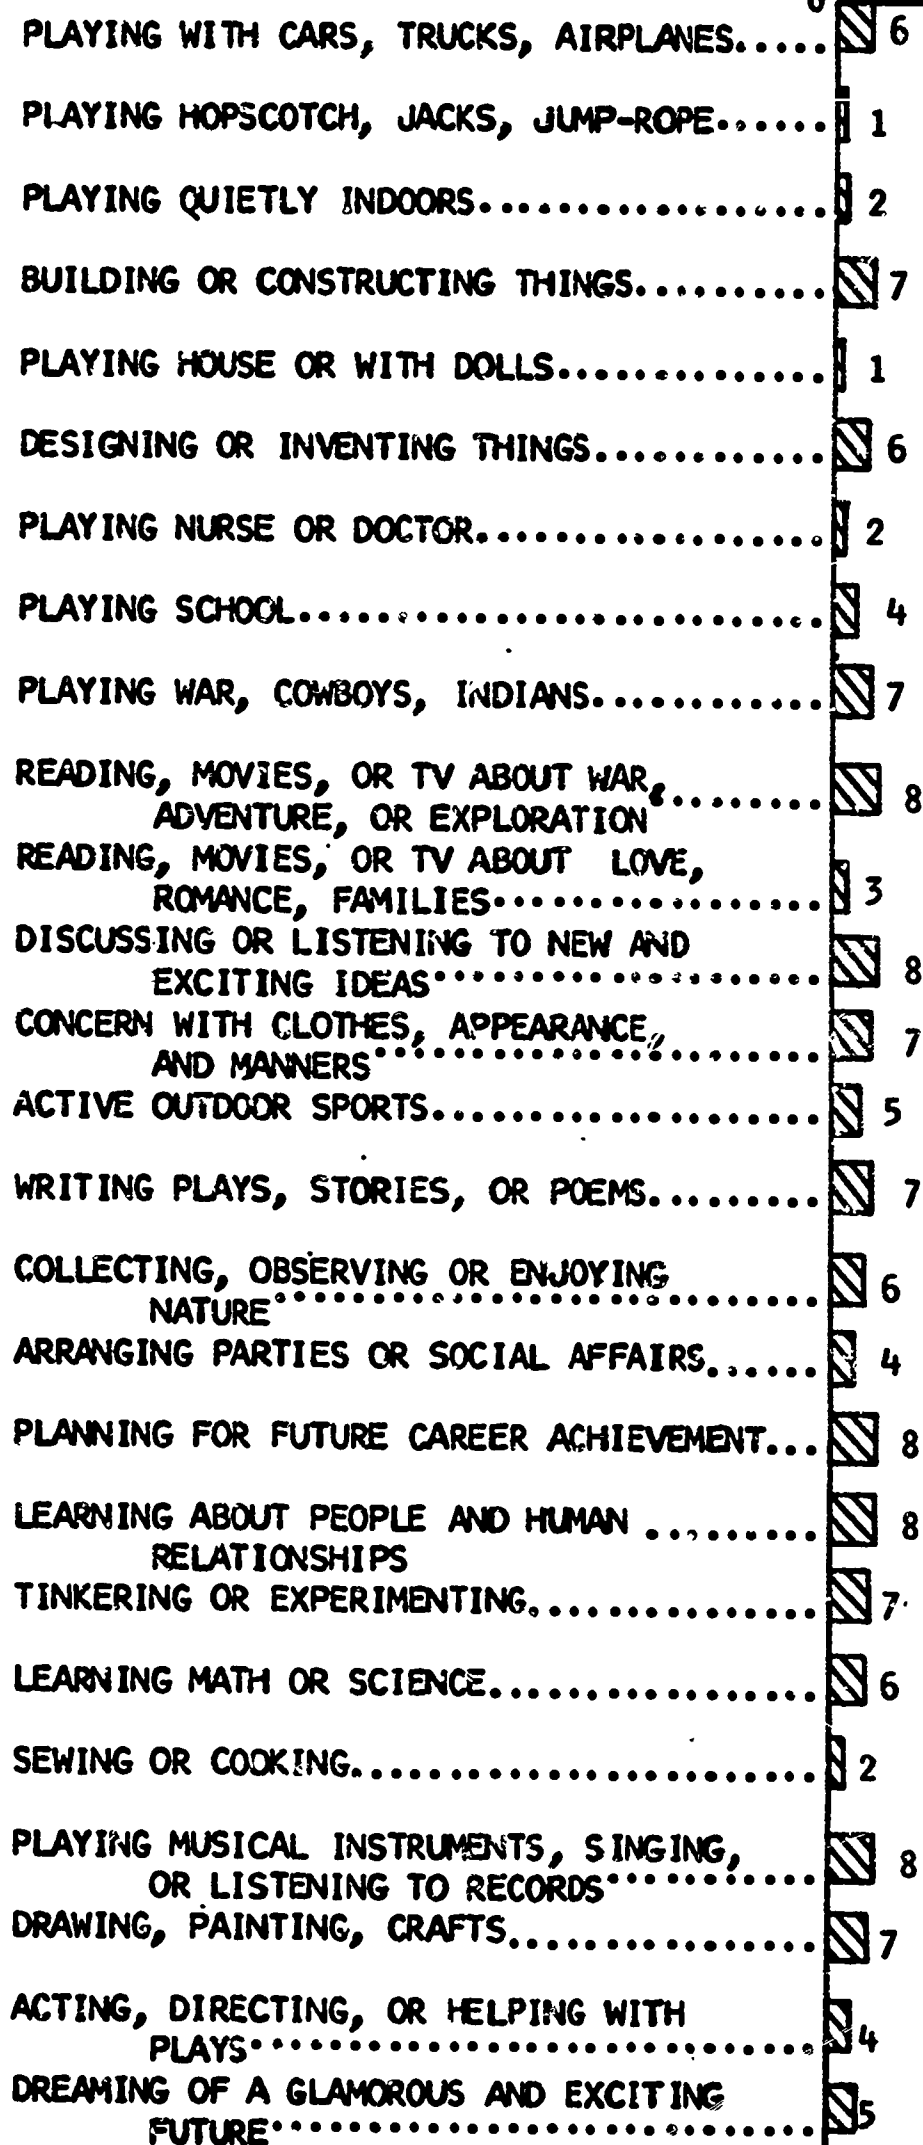 0
PLAYING WITH CARS, TRUCKS, AIRPLANES..... 6
PLAYING HOPSCOTCH, JACKS, JUMP-ROPE...... 1
PLAYING QUIETLY INDOORS.................. 2
BUILDING OR CONSTRUCTING THINGS.......... 7
PLAYING HOUSE OR WITH DOLLS.............. 1
DESIGNING OR INVENTING THINGS............ 6
PLAYING NURSE OR DOCTOR.................. 2
PLAYING SCHOOL........................... 4
PLAYING WAR, COWBOYS, INDIANS............ 7
READING, MOVIES, OR TV ABOUT WAR,........ 8
ADVENTURE, OR EXPLORATION
READING, MOVIES, OR TV ABOUT LOVE,
ROMANCE, FAMILIES................. 3
DISCUSSING OR LISTENING TO NEW AND
EXCITING IDEAS.................... 8
CONCERN WITH CLOTHES, APPEARANCE,
AND MANNERS....................... 7
ACTIVE OUTDOOR SPORTS.................... 5
WRITING PLAYS, STORIES, OR POEMS......... 7
COLLECTING, OBSERVING OR ENJOYING
NATURE............................ 6
ARRANGING PARTIES OR SOCIAL AFFAIRS...... 4
PLANNING FOR FUTURE CAREER ACHIEVEMENT... 8
LEARNING ABOUT PEOPLE AND HUMAN ......... 8
RELATIONSHIPS
TINKERING OR EXPERIMENTING............... 7
LEARNING MATH OR SCIENCE................. 6
SEWING OR COOKING........................ 2
PLAYING MUSICAL INSTRUMENTS, SINGING,
OR LISTENING TO RECORDS........... 8
DRAWING, PAINTING, CRAFTS................ 7
ACTING, DIRECTING, OR HELPING WITH
PLAYS............................. 4
DREAMING OF A GLAMOROUS AND EXCITING
FUTURE............................ 5